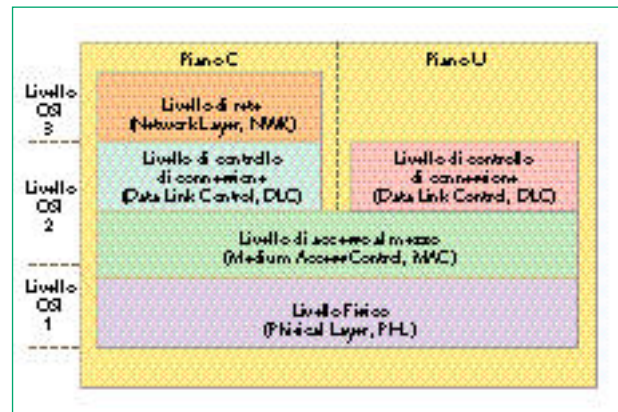 Piano C
Piano U
Livello
OSI
3
Livello di rete
(Network Layer, NWK)
Livello di controllo
di connessione
(Data Link Control, DLC)
Livello di controllo
di connessione
(Data Link Control, DLC)
Livello
OSI
2
Livello di accesso al mezzo
(Medium Access Control, MAC)
Livello
OSI
1
Livello Fisico
(Phisical Layer, PHL)